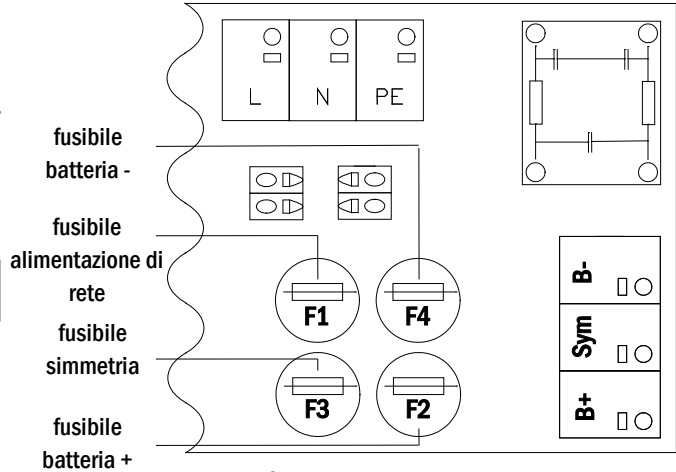 L N PE
fusibile
batteria -
fusibile
alimentazione di
rete
fusibile
simmetria
fusibile
batteria +
F1 F4
F3 F2
B-
Sym
B+